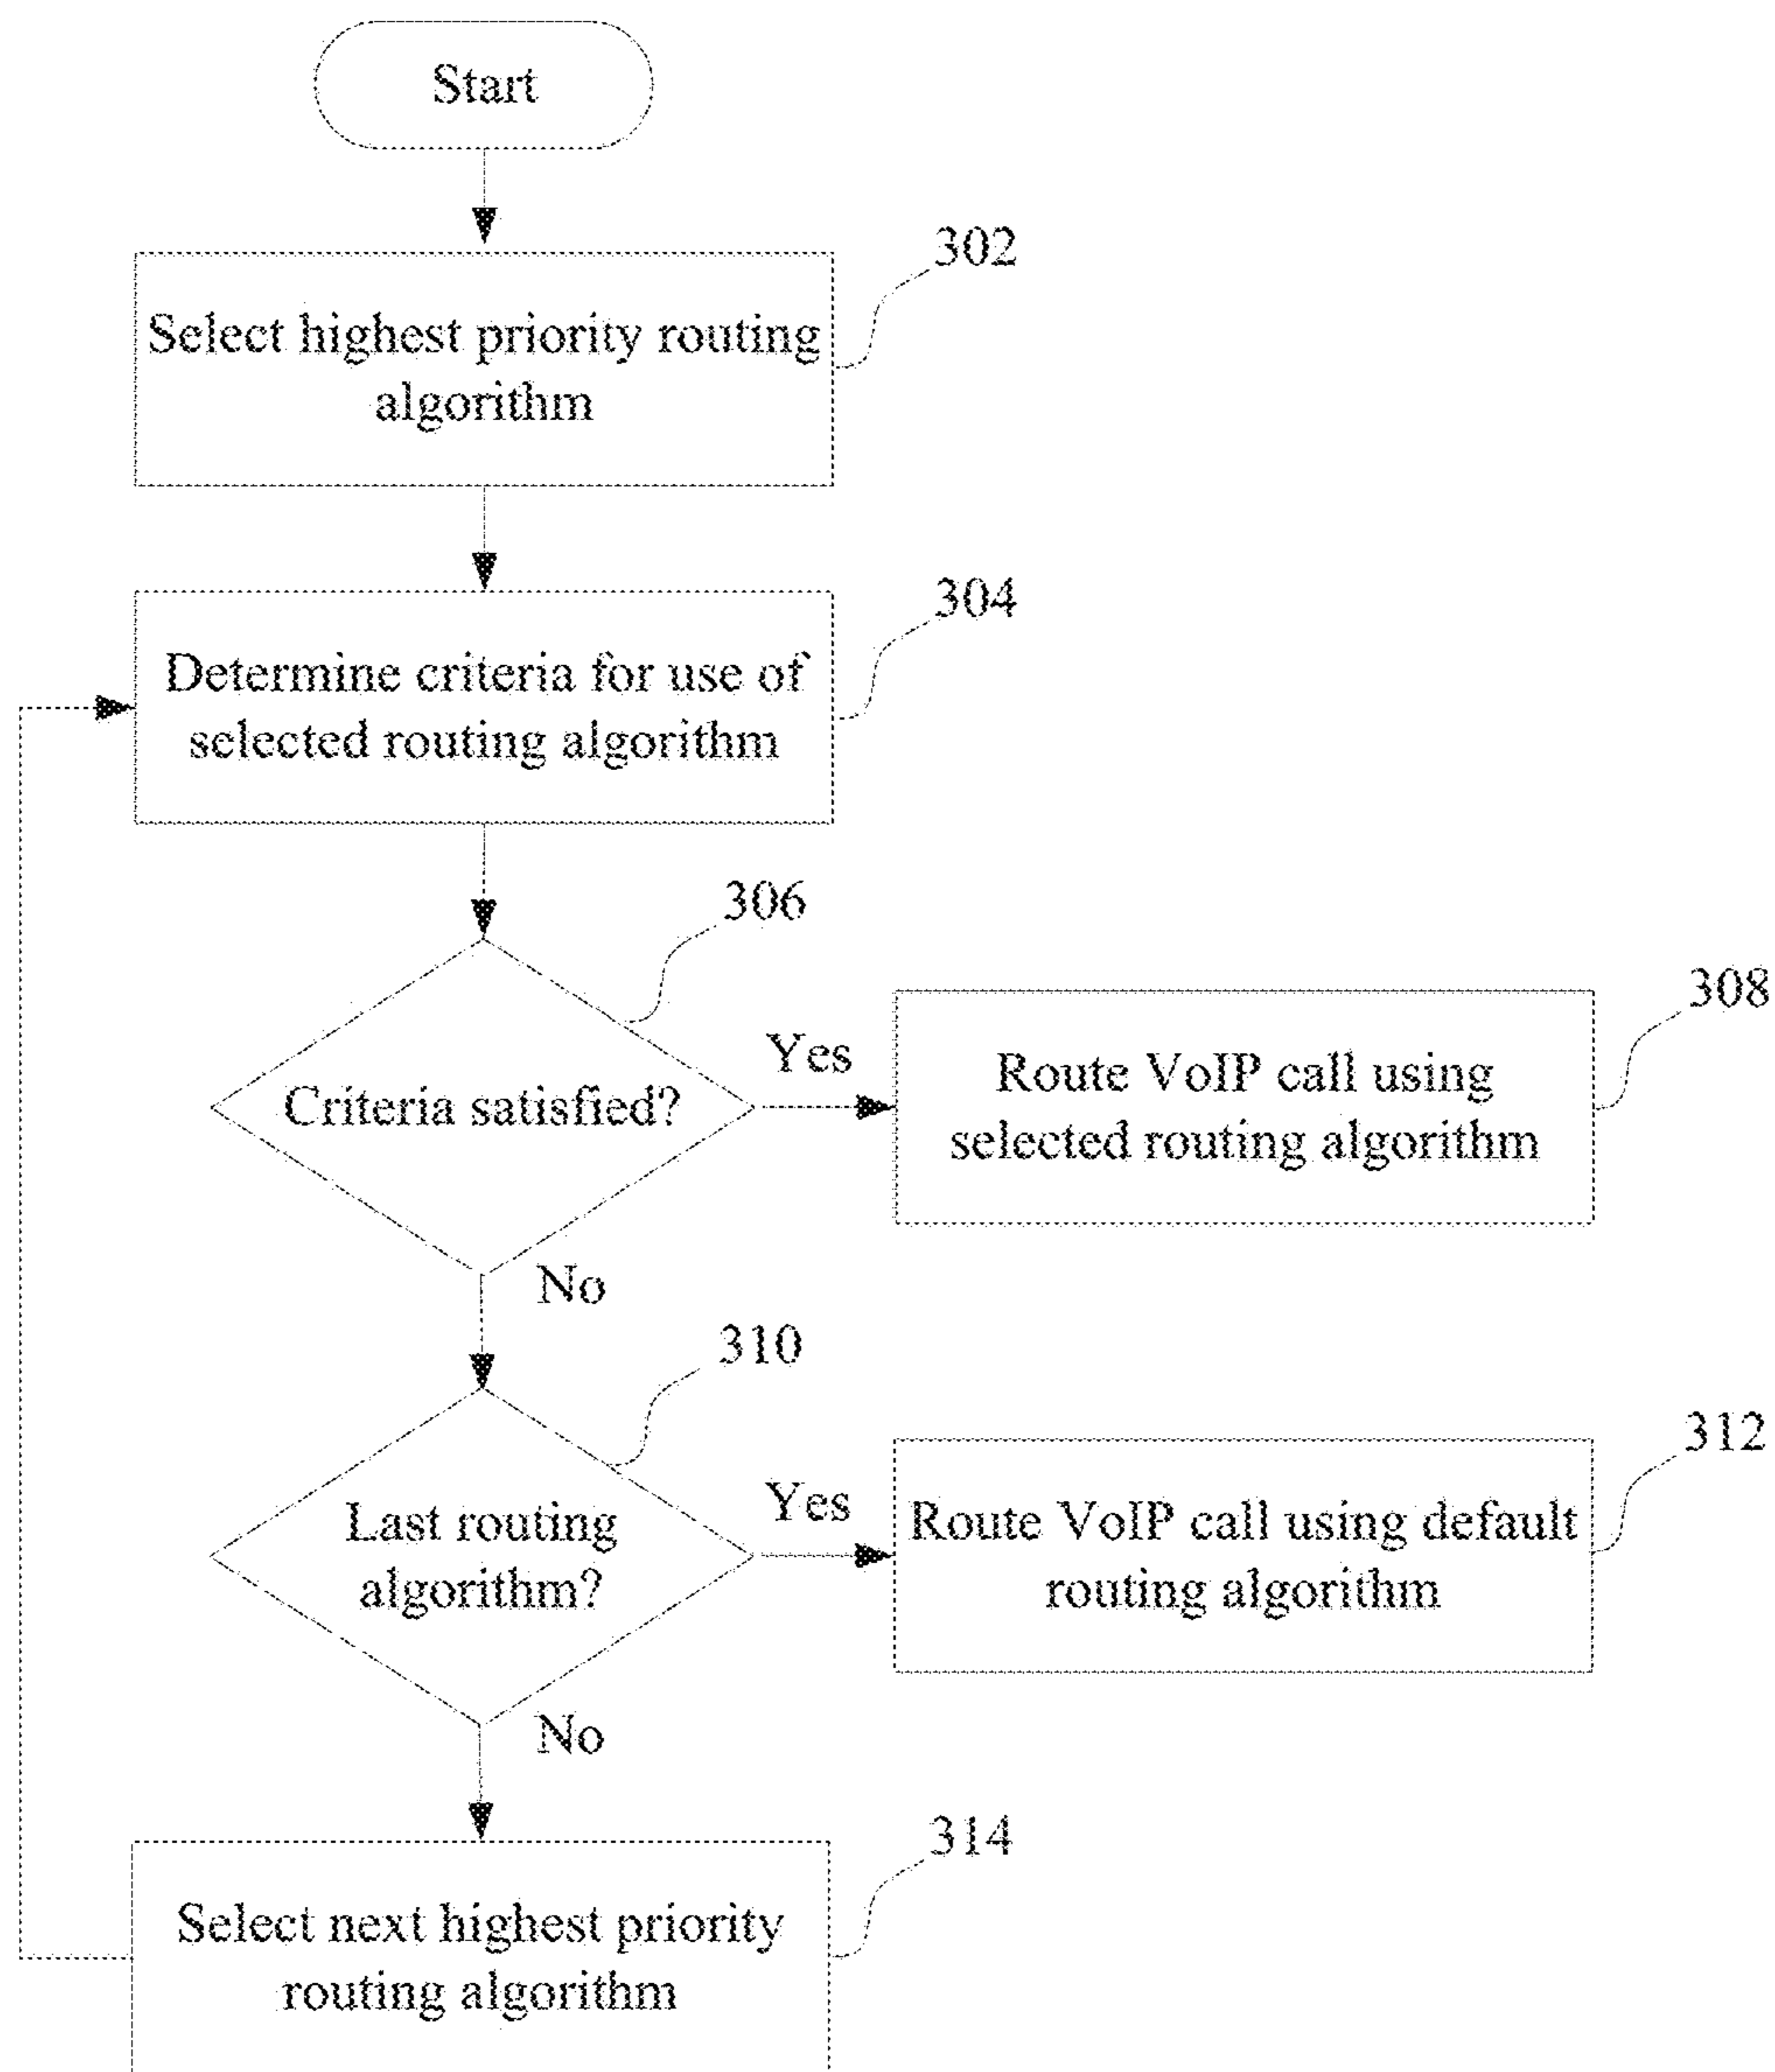 Start
302
Select highest priority routing
algorithm
304
Determine criteria for use of
selected routing algorithm
306
Criteria satisfied?
Yes
308
Route VoIP call using
selected routing algorithm
No
310
Last routing
algorithm?
Yes
312
Route VoIP call using default
routing algorithm
No
314
Select next highest priority
routing algorithm